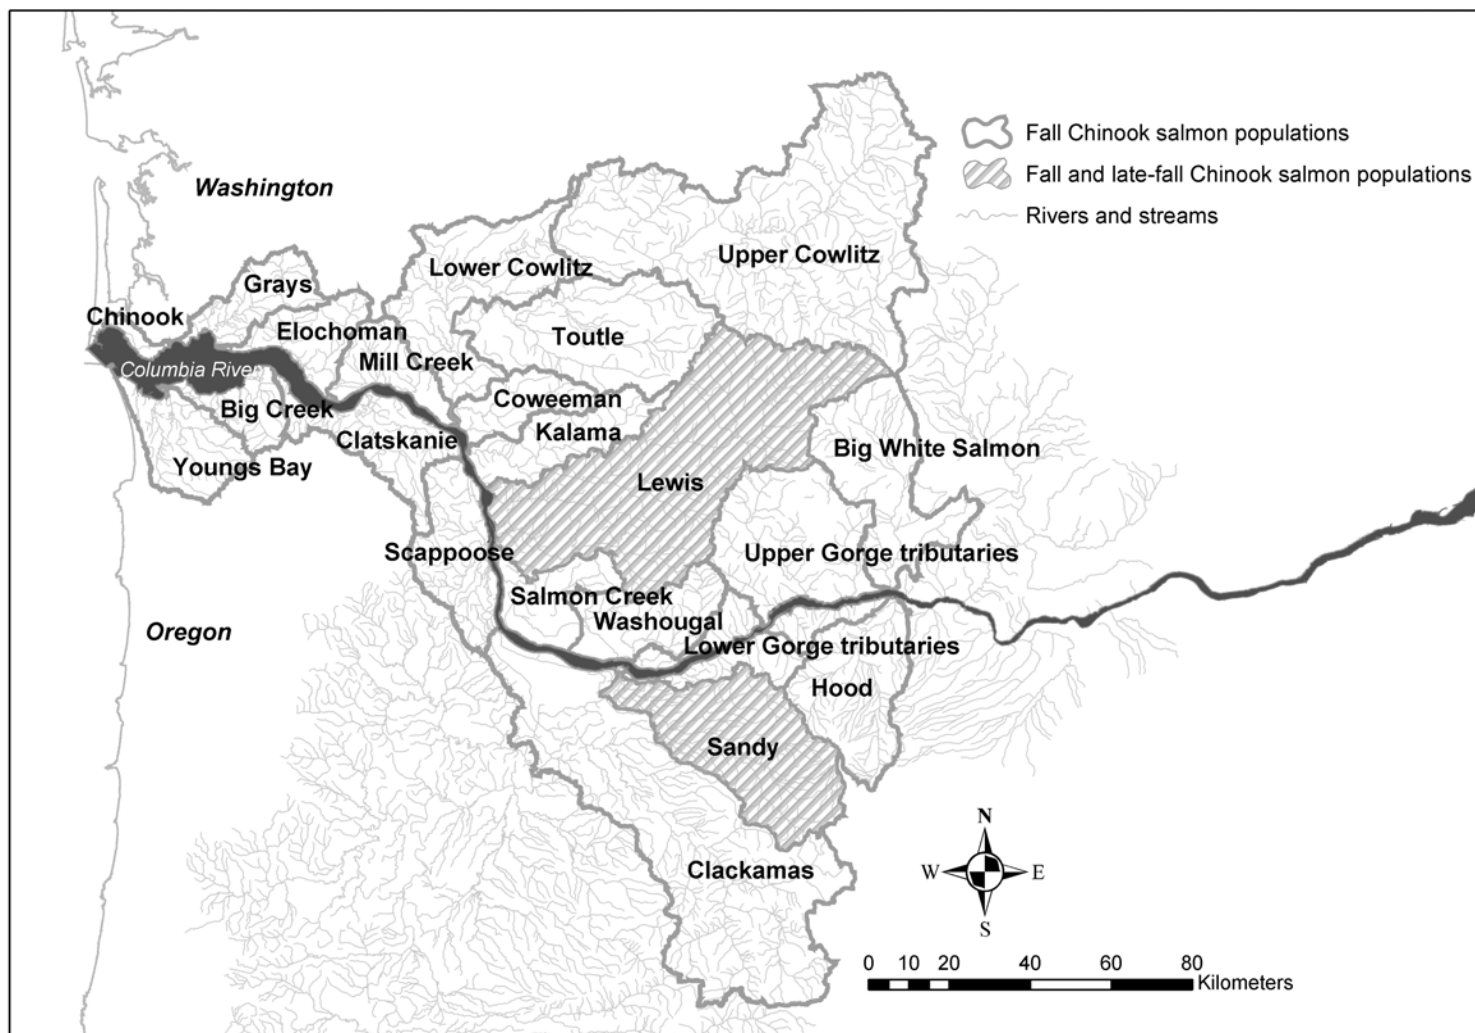 Fall Chinook salmon populations
Fall and late-fall Chinook salmon populations
Rivers and streams
Washington
Upper Cowlitz
Lower Cowlitz
Grays
Chinook
Elochoman
Toutle
Mill Creek
Columbia River
Coweeman
Big Creek
Kalama
Clatskanie
Big White Salmon
Youngs Bay
Lewis
Scappoose
Upper Gorge tributaries
Salmon Creek
Washougal
Oregon
Lower Gorge tributaries
Hood
Sandy
Clackamas
N
W
E
S
0 10 20 40 60 80
Kilometers